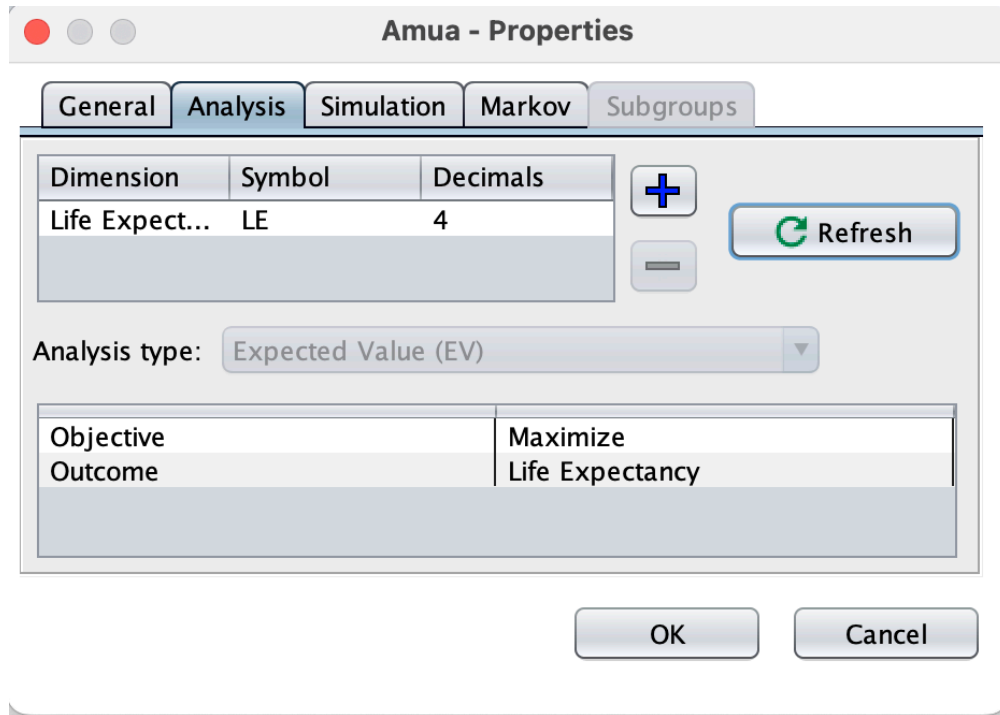 Amua - Properties
General Analysis Simulation Markov Subgroups
Dimension Symbol Decimals
Life Expect... LE 4
Refresh
Analysis type: Expected Value (EV)
Objective Maximize
Outcome Life Expectancy
OK Cancel